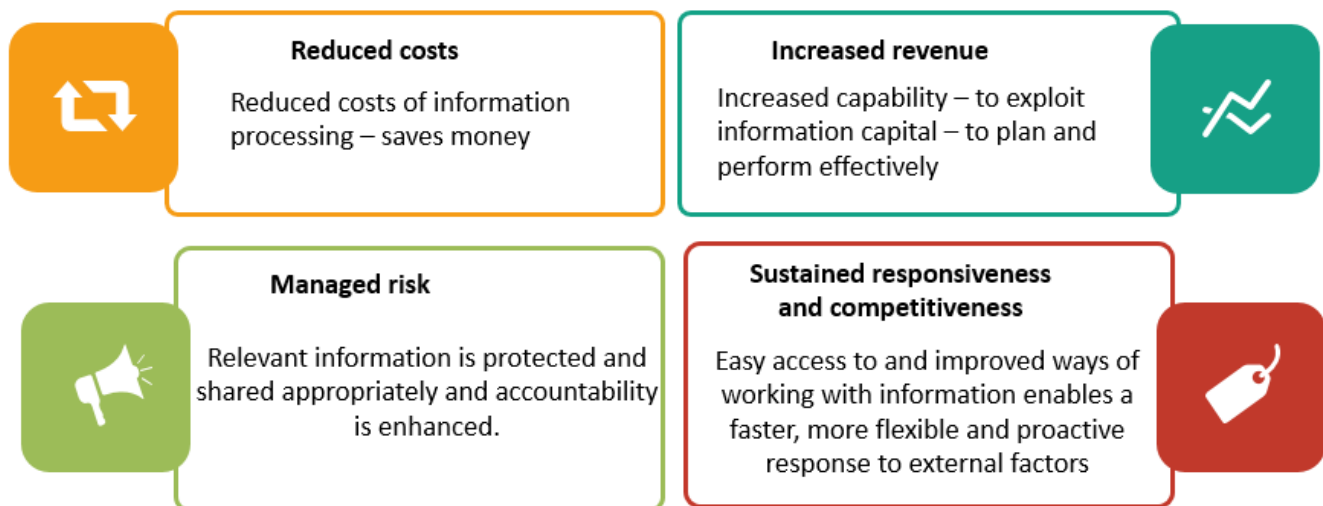 Reduced costs
Reduced costs of information
processing – saves money
Increased revenue
Increased capability – to exploit
information capital – to plan and
perform effectively
Managed risk
Relevant information is protected and
shared appropriately and accountability
is enhanced.
Sustained responsiveness
and competitiveness
Easy access to and improved ways of
working with information enables a
faster, more flexible and proactive
response to external factors